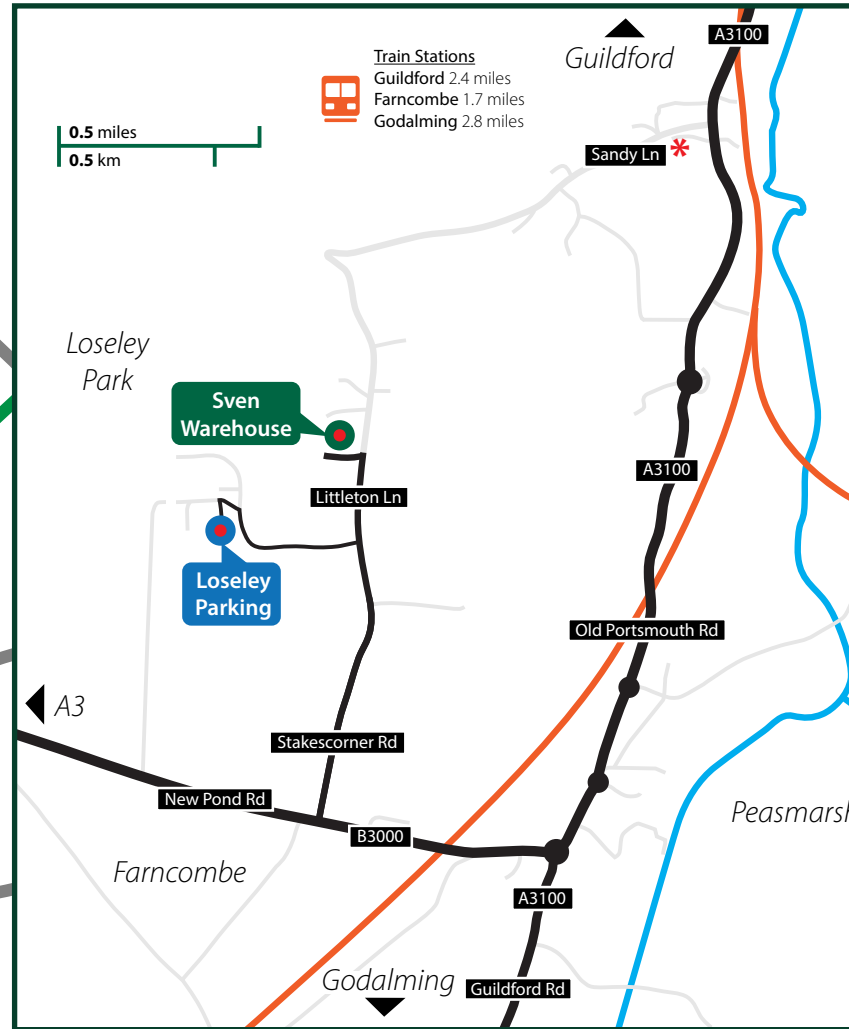 A3100
Guildford
Train Stations
Guildford 2.4 miles
Farncombe 1.7 miles
Godalming 2.8 miles
0.5 miles
0.5 km
Sandy Ln *
Loseley
Park
Sven
Warehouse
A3100
Littleton Ln
Loseley
Parking
Old Portsmouth Rd
A3
Stakescorner Rd
New Pond Rd
B3000
Peasmarsh
Farncombe
A3100
Godalming
Guildford Rd